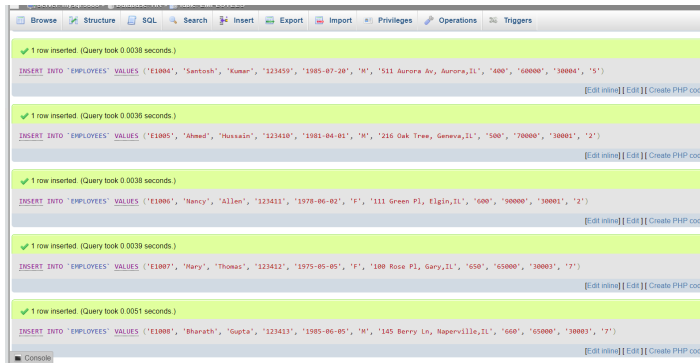 Browse Structure SQL Search Insert Export Import Privileges Operations Triggers
1 row inserted. (Query took 0.0038 seconds.)
INSERT INTO `EMPLOYEES` VALUES ('E1004', 'Santosh', 'Kumar', '123459', '1985-07-20', 'M', '511 Aurora Av, Aurora,IL', '400', '60000', '30004', '5')
[Edit inline] [ Edit ] [ Create PHP cod
1 row inserted. (Query took 0.0036 seconds.)
INSERT INTO `EMPLOYEES` VALUES ('E1005', 'Ahmed', 'Hussain', '123410', '1981-04-01', 'M', '216 Oak Tree, Geneva,IL', '500', '70000', '30001', '2')
[Edit inline] [ Edit ] [ Create PHP cod
1 row inserted. (Query took 0.0038 seconds.)
INSERT INTO `EMPLOYEES` VALUES ('E1006', 'Nancy', 'Allen', '123411', '1978-06-02', 'F', '111 Green Pl, Elgin,IL', '600', '90000', '30001', '2')
[Edit inline] [ Edit ] [ Create PHP cod
1 row inserted. (Query took 0.0039 seconds.)
INSERT INTO `EMPLOYEES` VALUES ('E1007', 'Mary', 'Thomas', '123412', '1975-05-05', 'F', '100 Rose Pl, Gary,IL', '650', '65000', '30003', '7')
[Edit inline] [ Edit ] [ Create PHP cod
1 row inserted. (Query took 0.0051 seconds.)
INSERT INTO `EMPLOYEES` VALUES ('E1008', 'Bharath', 'Gupta', '123413', '1985-06-05', 'M', '145 Berry Ln, Naperville,IL', '660', '65000', '30003', '7')
[Edit inline] [ Edit ] [ Create PHP cod
Console